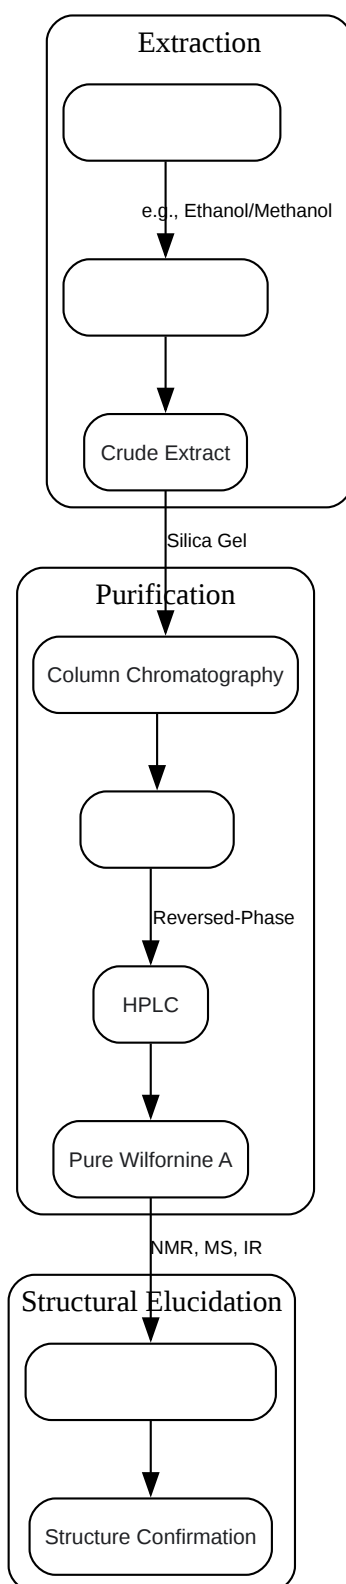 Extraction
e.g., Ethanol/Methanol
Crude Extract
Silica Gel
Purification
Column Chromatography
Reversed-Phase
HPLC
Pure Wilfornine A
NMR, MS, IR
Structural Elucidation
Structure Confirmation